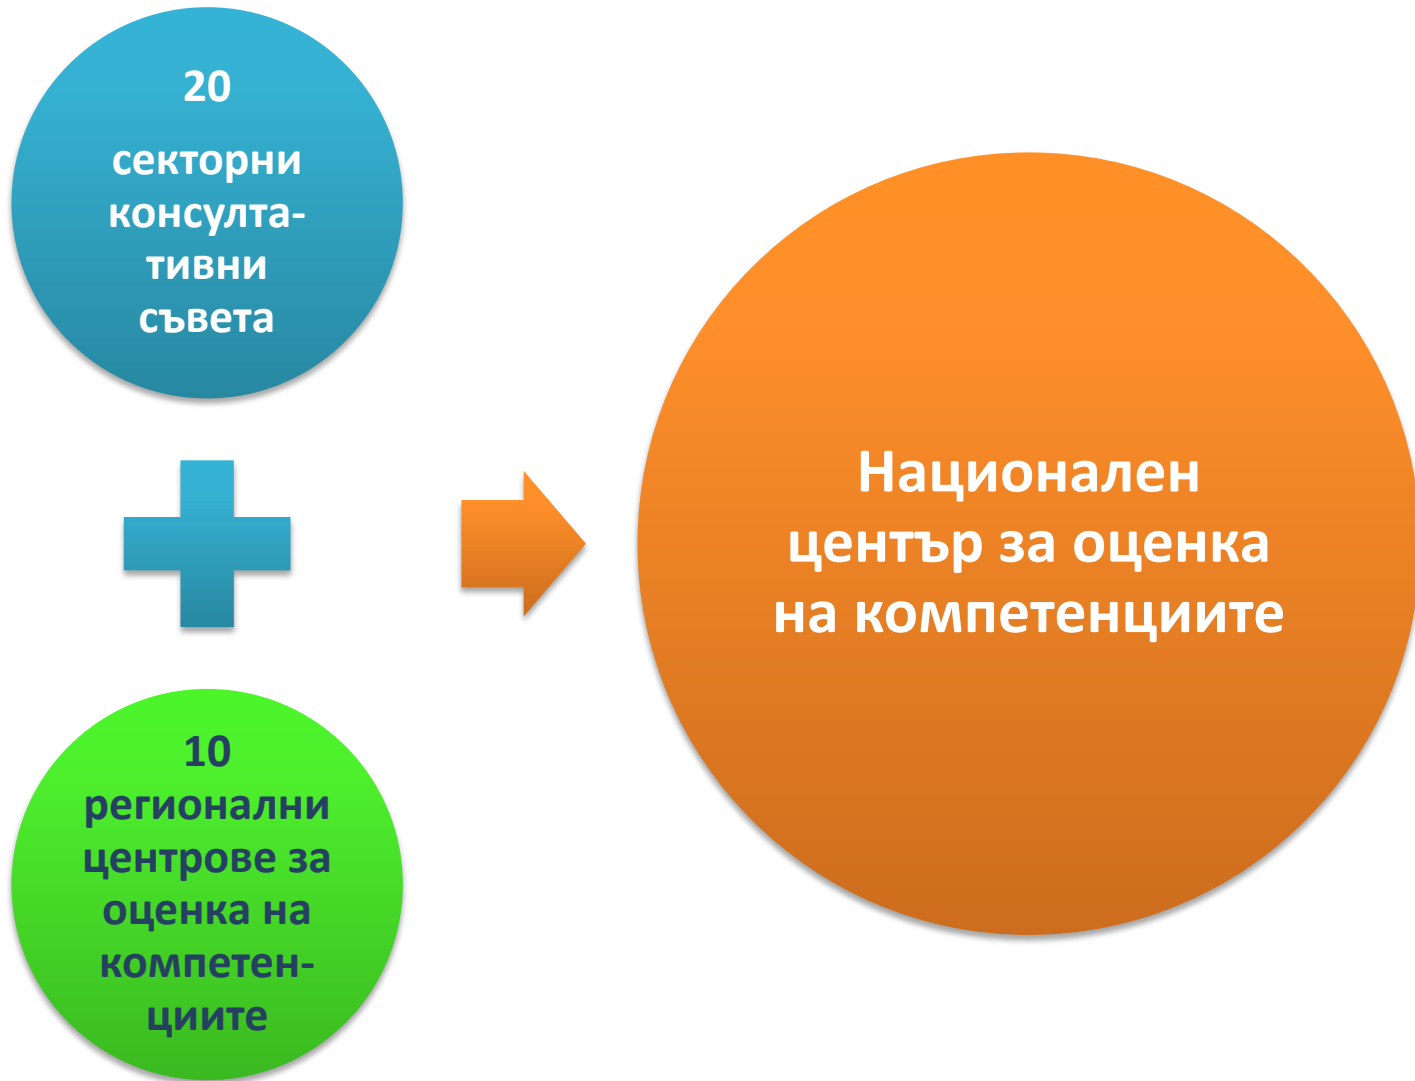 20
секторни
консулта-
тивни
съвета
10
регионални
центрове за
оценка на
компетен-
циите
Национален
център за оценка
на компетенциите